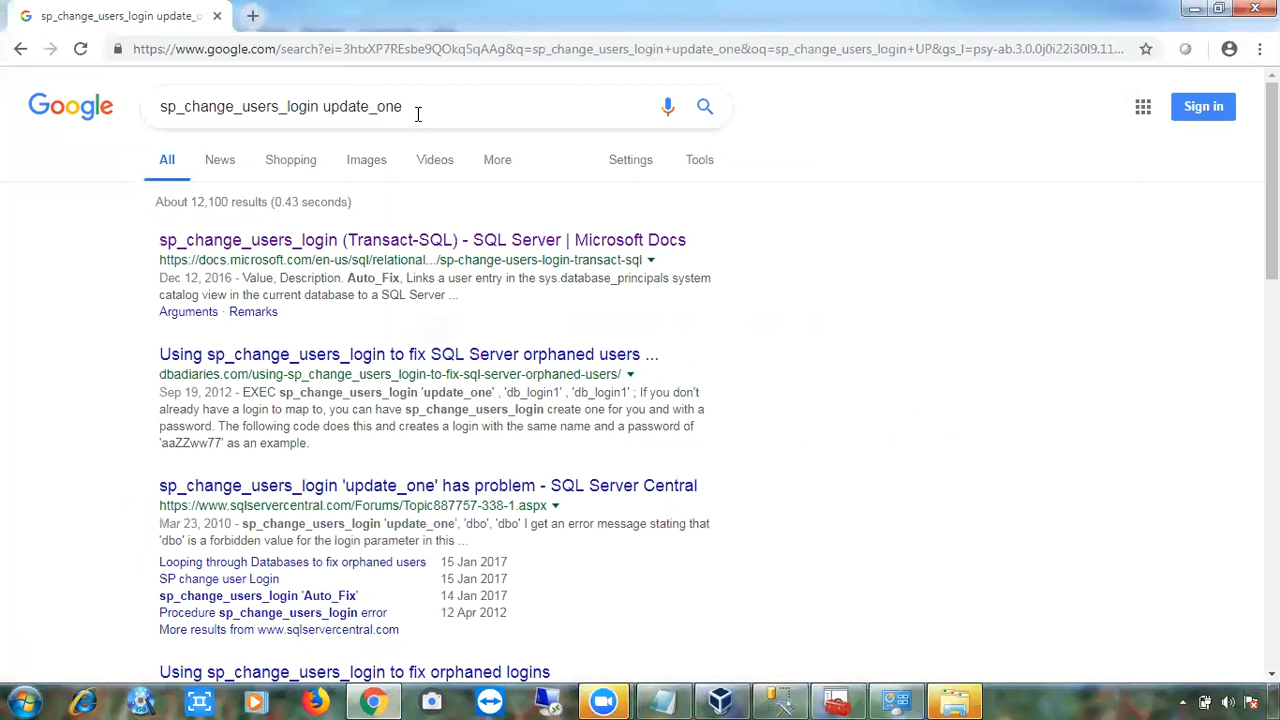 sp_change_users_login update_o
https://www.google.com/search?ei=3htxXP7REsbe9QOkq5qAAg&q=sp_change_users_login+update_one&oq=sp_change_users_login+UP&gs_l=psy-ab.3.0.0j0i22i30l9.11...
Google
sp_change_users_login update_one
Sign in
All News Shopping Images Videos More Settings Tools
About 12,100 results (0.43 seconds)
sp_change_users_login (Transact-SQL) - SQL Server | Microsoft Docs
https://docs.microsoft.com/en-us/sql/relational.../sp-change-users-login-transact-sql
Dec 12, 2016 - Value, Description. Auto_Fix, Links a user entry in the sys.database_principals system
catalog view in the current database to a SQL Server ...
Arguments · Remarks
Using sp_change_users_login to fix SQL Server orphaned users ...
dbadiaries.com/using-sp_change_users_login-to-fix-sql-server-orphaned-users/
Sep 19, 2012 - EXEC sp_change_users_login 'update_one' , 'db_login1' , 'db_login1' ; If you don't
already have a login to map to, you can have sp_change_users_login create one for you and with a
password. The following code does this and creates a login with the same name and a password of
'aaZZww77' as an example.
sp_change_users_login 'update_one' has problem - SQL Server Central
https://www.sqlservercentral.com/Forums/Topic887757-338-1.aspx
Mar 23, 2010 - sp_change_users_login 'update_one', 'dbo', 'dbo' I get an error message stating that
'dbo' is a forbidden value for the login parameter in this ...
Looping through Databases to fix orphaned users 15 Jan 2017
SP change user Login 15 Jan 2017
sp_change_users_login 'Auto_Fix' 14 Jan 2017
Procedure sp_change_users_login error 12 Apr 2012
More results from www.sqlservercentral.com
Using sp_change_users_login to fix orphaned logins